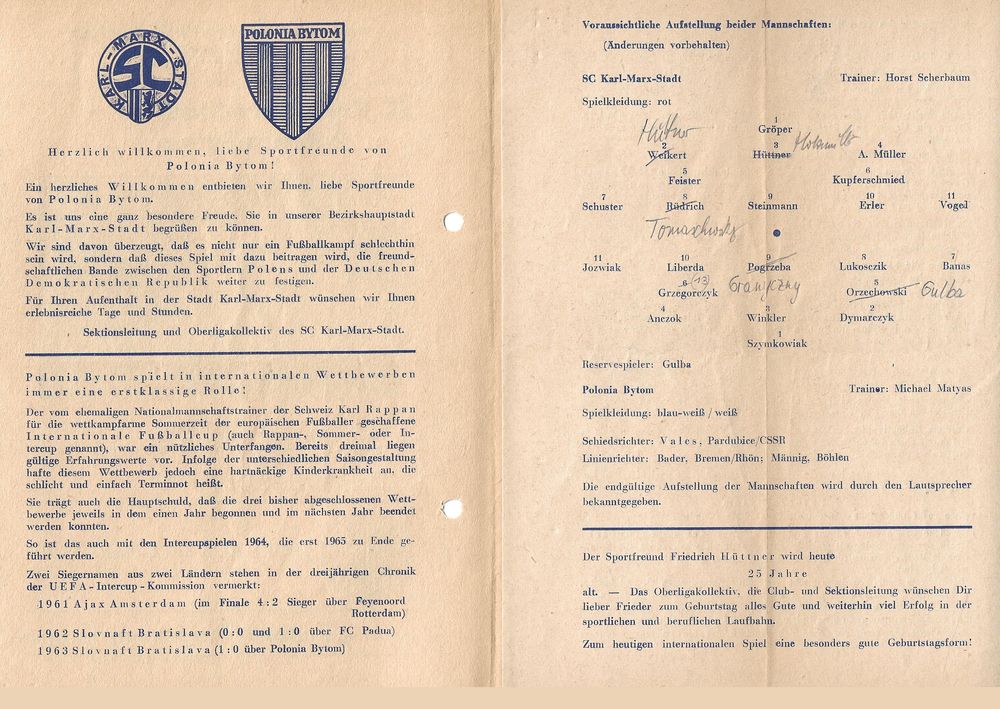 KARL-MARX-STADT
SC
POLONIA BYTOM
Herzlich willkommen, liebe Sportfreunde von
Polonia Bytom!
Ein herzliches Willkommen entbieten wir Ihnen, liebe Sportfreunde
von Polonia Bytom.
Es ist uns eine ganz besondere Freude, Sie in unserer Bezirkshauptstadt
Karl-Marx-Stadt begrüßen zu können.
Wir sind davon überzeugt, daß es nicht nur ein Fußballkampf schlechthin
sein wird, sondern daß dieses Spiel mit dazu beitragen wird, die freund-
schaftlichen Bande zwischen den Sportlern Polens und der Deutschen
Demokratischen Republik weiter zu festigen.
Für Ihren Aufenthalt in der Stadt Karl-Marx-Stadt wünschen wir Ihnen
erlebnisreiche Tage und Stunden.
Sektionsleitung und Oberligakollektiv des SC Karl-Marx-Stadt.
Polonia Bytom spielt in internationalen Wettbewerben
immer eine erstklassige Rolle!
Der vom ehemaligen Nationalmannschaftstrainer der Schweiz Karl Rappan
für die wettkampfarme Sommerzeit der europäischen Fußballer geschaffene
Internationale Fußballcup (auch Rappan-, Sommer- oder In-
tercup genannt), war ein nützliches Unterfangen. Bereits dreimal liegen
gültige Erfahrungswerte vor. Infolge der unterschiedlichen Saisongestaltung
hafte diesem Wettbewerb jedoch eine hartnäckige Kinderkrankheit an, die
schlicht und einfach Terminnot heißt.
Sie trägt auch die Hauptschuld, daß die drei bisher abgeschlossenen Wett-
bewerbe jeweils in dem einen Jahr begonnen und im nächsten Jahr beendet
werden konnten.
So ist das auch mit den Intercupspielen 1964, die erst 1965 zu Ende ge-
führt werden.
Zwei Siegernamen aus zwei Ländern stehen in der dreijährigen Chronik
der UEFA-Intercup-Kommission vermerkt:
1961 Ajax Amsterdam (im Finale 4:2 Sieger über Feyenoord
Rotterdam)
1962 Slovnaft Bratislava (0:0 und 1:0 über FC Padua)
1963 Slovnaft Bratislava (1:0 über Polonia Bytom)
Voraussichtliche Aufstellung beider Mannschaften:
(Änderungen vorbehalten)
SC Karl-Marx-Stadt Trainer: Horst Scherbaum
Spielkleidung: rot
1
Gröper
Hüttner
2 3 4
Weikert Hüttner A. Müller
5 6
Feister Kupferschmied
7 8 9 10 11
Schuster Rüdrich Steinmann Erler Vogel
Tomaschowsky
11 10 9 8 7
Jozwiak Liberda Pogrzeba Lukosczik Banas
6 (13) 5
Grzegorczyk Graniczny Orzechowski Gulba
4 3 2
Anczok Winkler Dymarczyk
1
Szymkowiak
Reservespieler: Gulba
Polonia Bytom Trainer: Michael Matyas
Spielkleidung: blau-weiß / weiß
Schiedsrichter: Vales, Pardubice/CSSR
Linienrichter: Bader, Bremen/Rhön; Männig, Böhlen
Die endgültige Aufstellung der Mannschaften wird durch den Lautsprecher
bekanntgegeben.
Der Sportfreund Friedrich Hüttner wird heute
25 Jahre
alt. — Das Oberligakollektiv, die Club- und Sektionsleitung wünschen Dir
lieber Frieder zum Geburtstag alles Gute und weiterhin viel Erfolg in der
sportlichen und beruflichen Laufbahn.
Zum heutigen internationalen Spiel eine besonders gute Geburtstagsform!